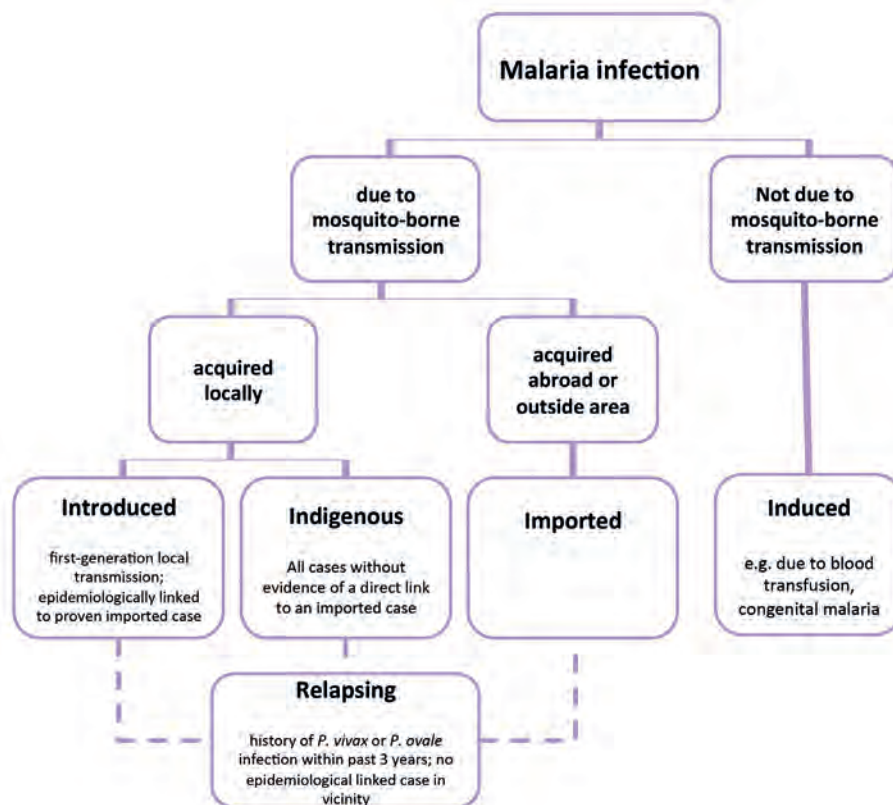 Malaria infection
due to
mosquito-borne
transmission
Not due to
mosquito-borne
transmission
acquired
locally
acquired
abroad or
outside area
Introduced
first-generation local
transmission;
epidemiologically linked
to proven imported case
Indigenous
All cases without
evidence of a direct link
to an imported case
Imported
Induced
e.g. due to blood
transfusion,
congenital malaria
Relapsing
history of P. vivax or P. ovale
infection within past 3 years; no
epidemiological linked case in
vicinity